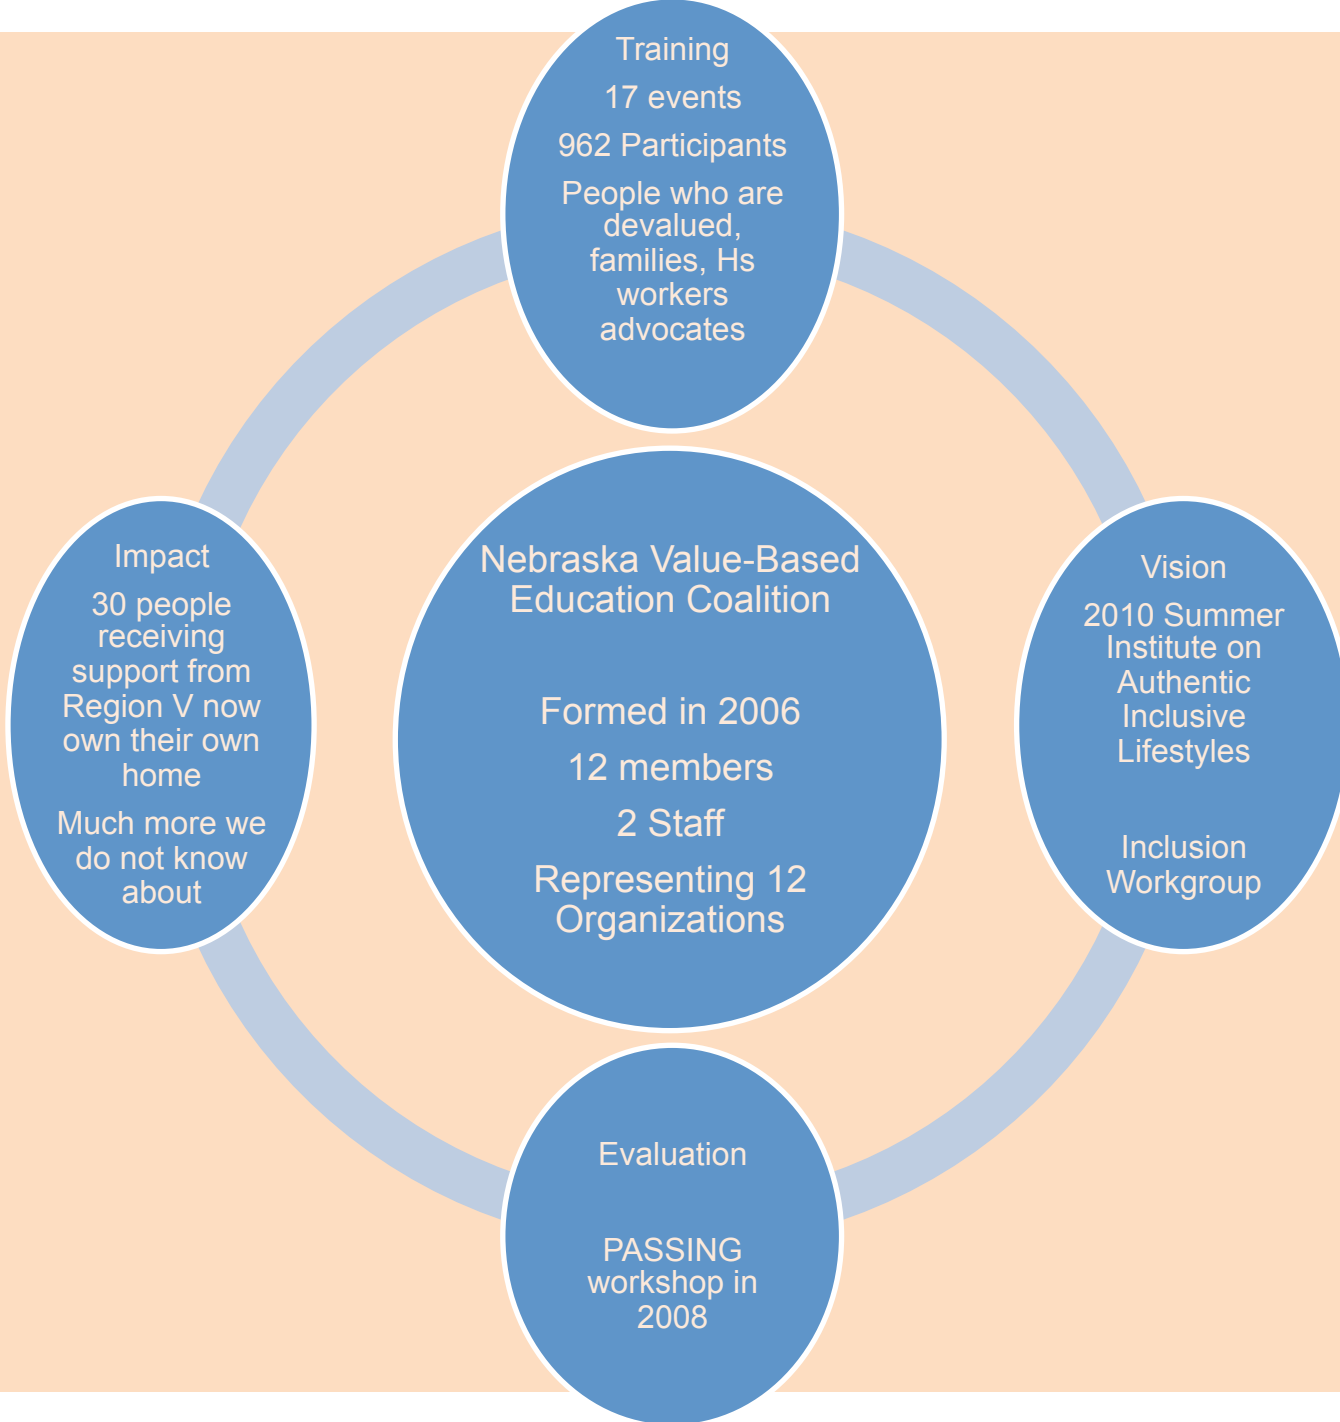 Training
17 events
962 Participants
People who are
devalued,
families, Hs
workers
advocates
Impact
30 people
receiving
support from
Region V now
own their own
home
Much more we
do not know
about
Nebraska Value-Based
Education Coalition
Formed in 2006
12 members
2 Staff
Representing 12
Organizations
Vision
2010 Summer
Institute on
Authentic
Inclusive
Lifestyles
Inclusion
Workgroup
Evaluation
PASSING
workshop in
2008